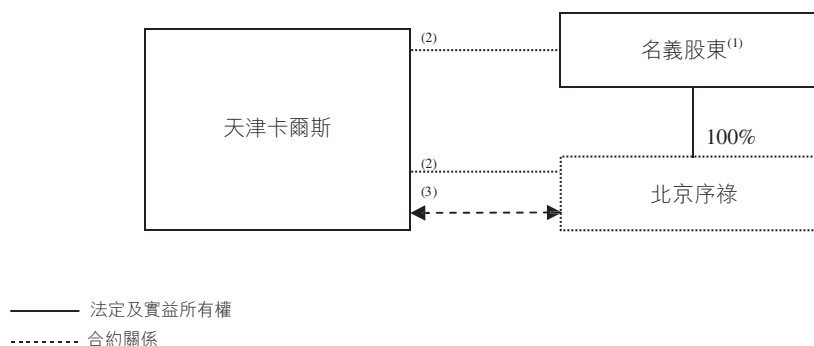 (2)
名義股東(1)
天津卡爾斯
100%
(2)
(3)
北京序祿
法定及實益所有權
合約關係